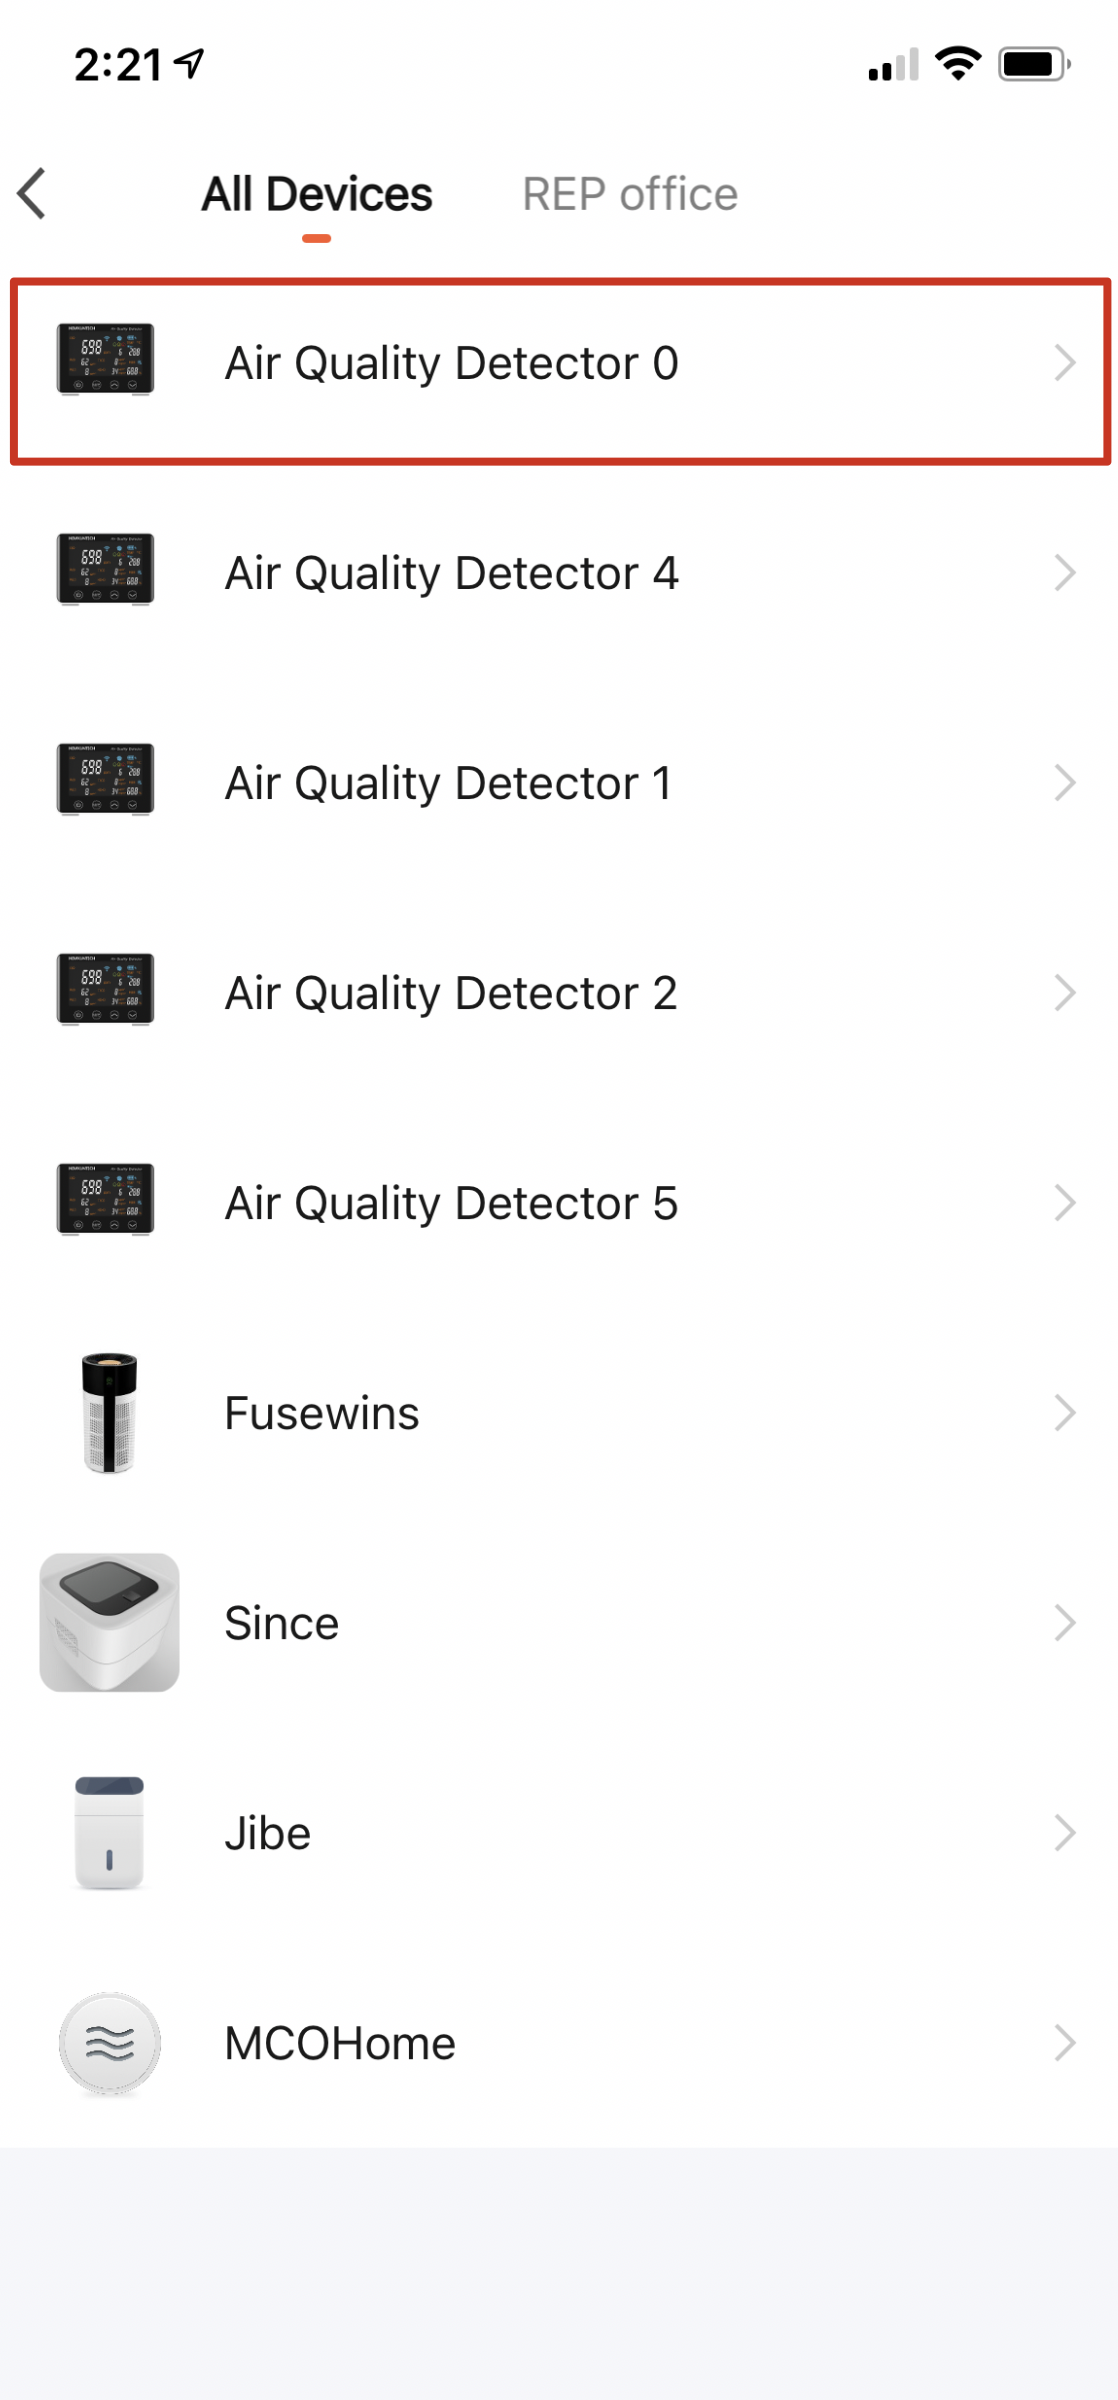 2:21
All Devices REP office
Air Quality Detector 0
Air Quality Detector 4
Air Quality Detector 1
Air Quality Detector 2
Air Quality Detector 5
Fusewins
Since
Jibe
MCOHome